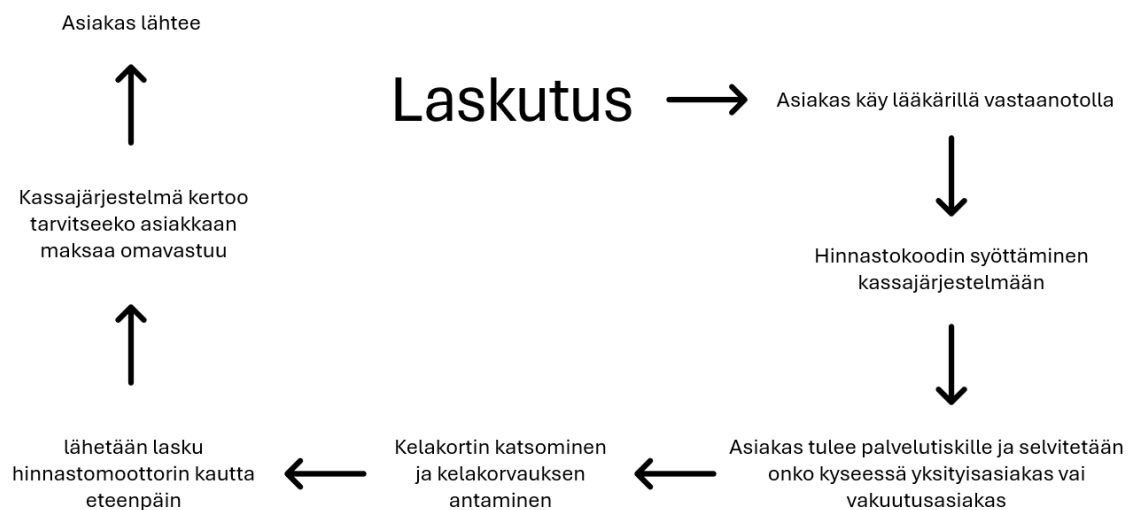 Laskutus
Asiakas käy lääkärillä vastaanotolla
Hinnastokoodin syöttäminen
kassajärjestelmään
Asiakas tulee palvelutiskille ja selvitetään
onko kyseessä yksityisasiakas vai
vakuutusasiakas
Kelakortin katsominen
ja kelakorvauksen
antaminen
lähetään lasku
hinnastomoottorin kautta
eteenpäin
Kassajärjestelmä kertoo
tarvitseeko asiakkaan
maksaa omavastuu
Asiakas lähtee